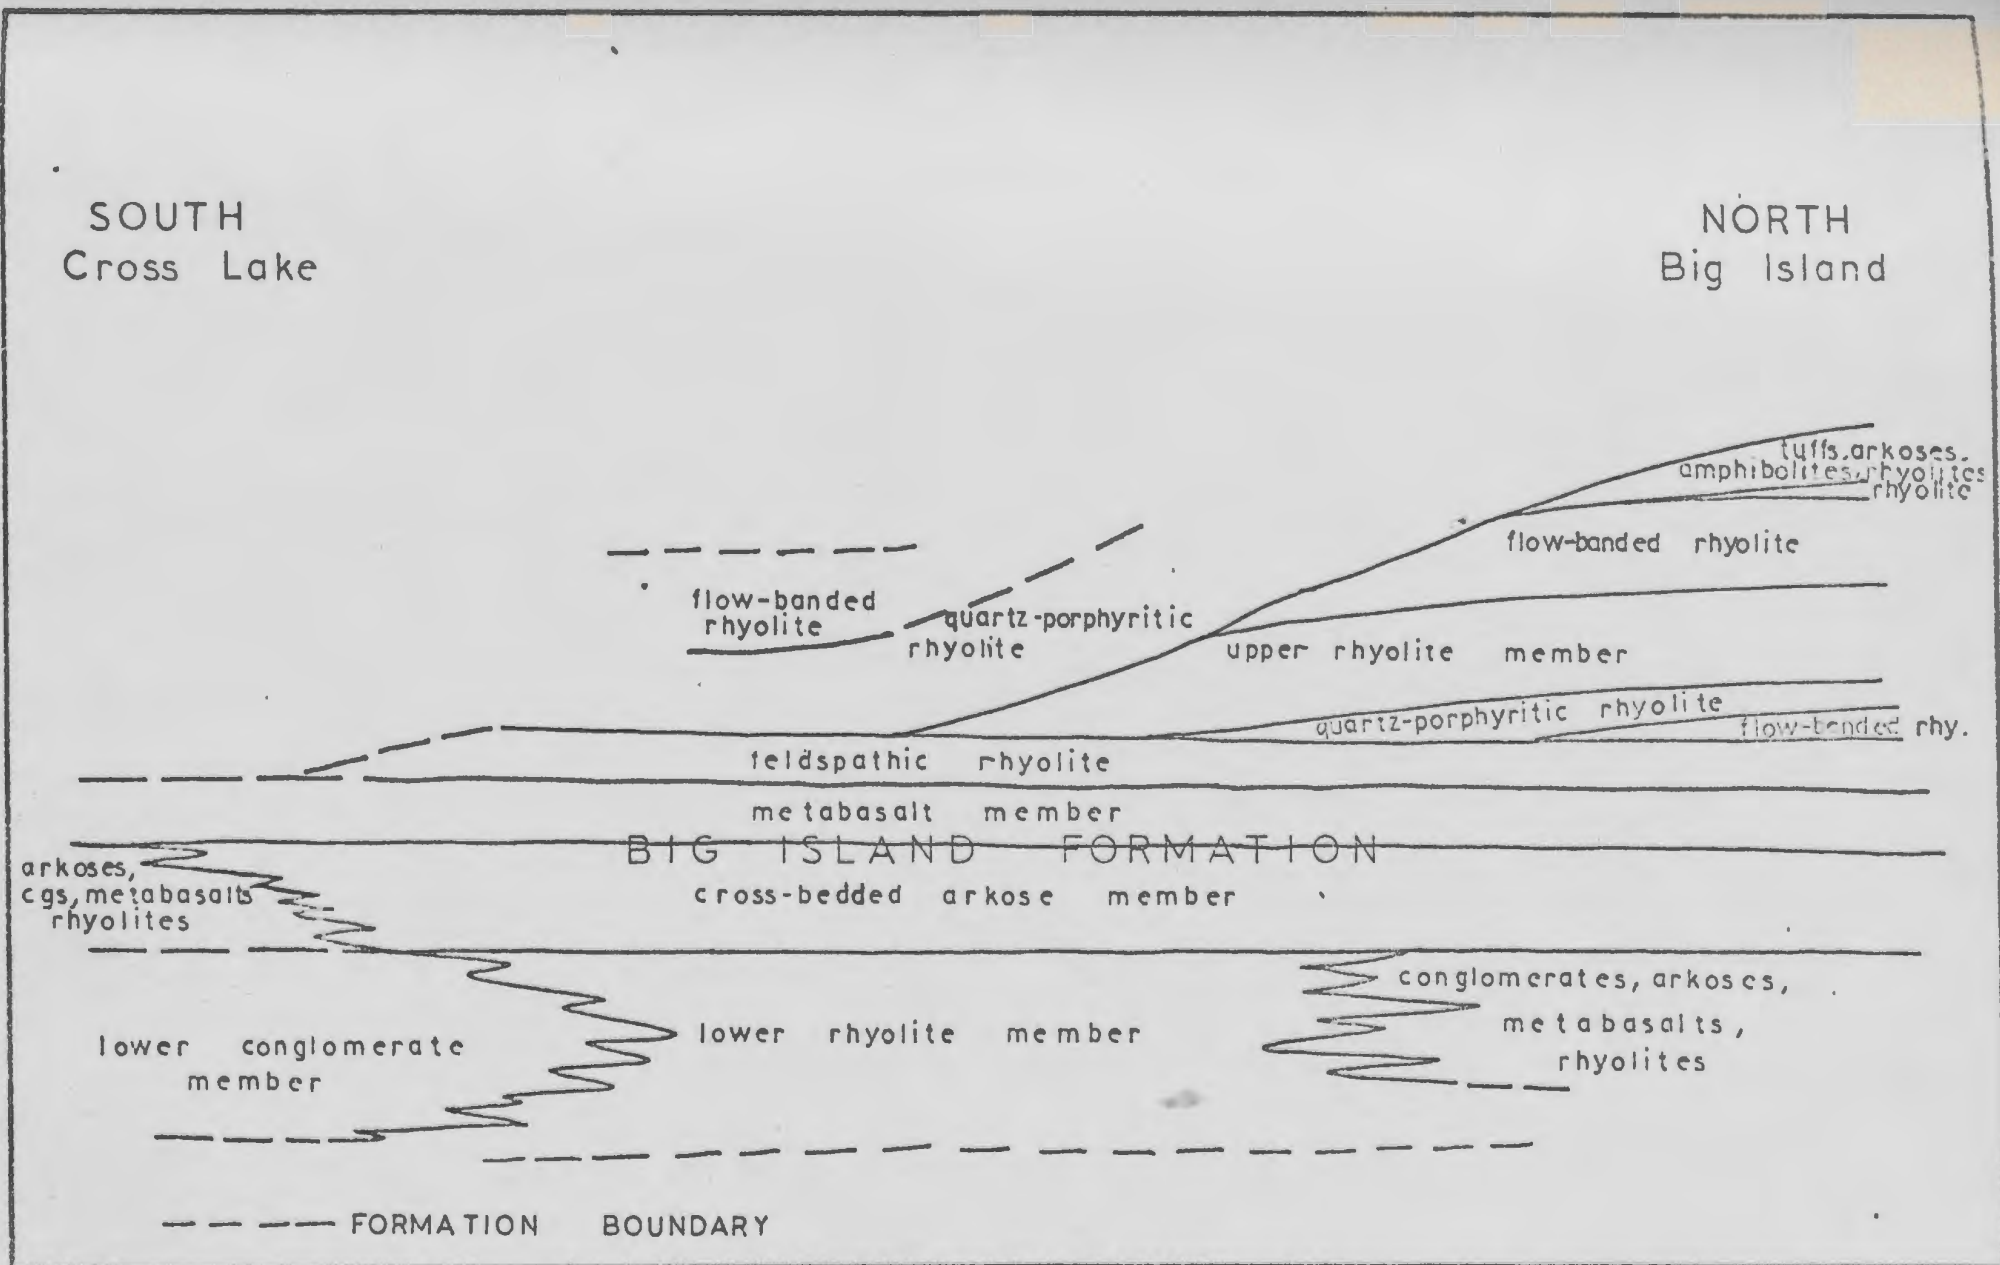 SOUTH
Cross Lake
NORTH
Big Island
tuffs.arkoses.
amphibolites,rhyolites
rhyolite
flow-banded rhyolite
flow-banded
rhyolite
quartz-porphyritic
rhyolite
upper rhyolite member
quartz-porphyritic rhyolite
flow-banded rhy.
feldspathic rhyolite
metabasalt member
BIG ISLAND FORMATION
arkoses,
cgs, metabasalts
rhyolites
cross-bedded arkose member
conglomerates, arkoses,
metabasalts,
rhyolites
lower conglomerate
member
lower rhyolite member
FORMATION BOUNDARY